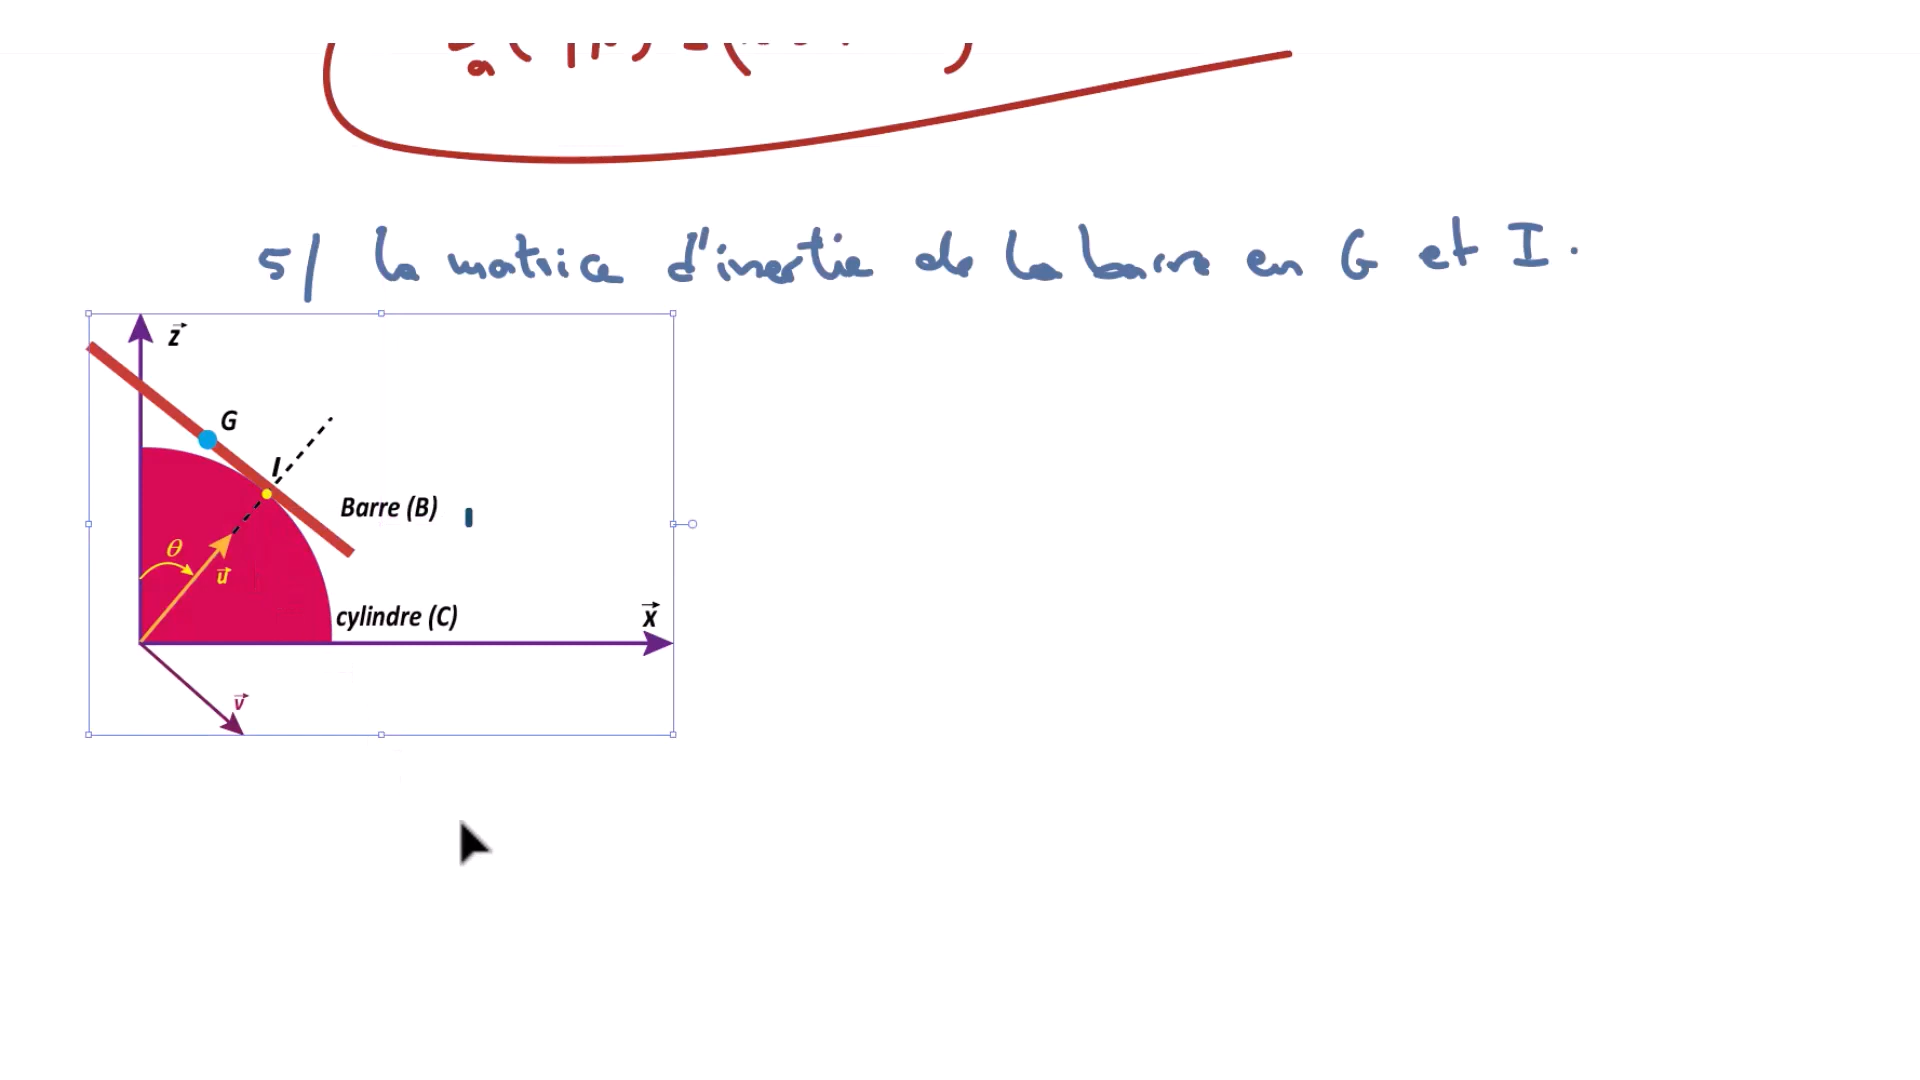 5/ la matrice d'inertie de la barre en G et I.
z
G
I
Barre (B)
θ
u
cylindre (C)
x
v